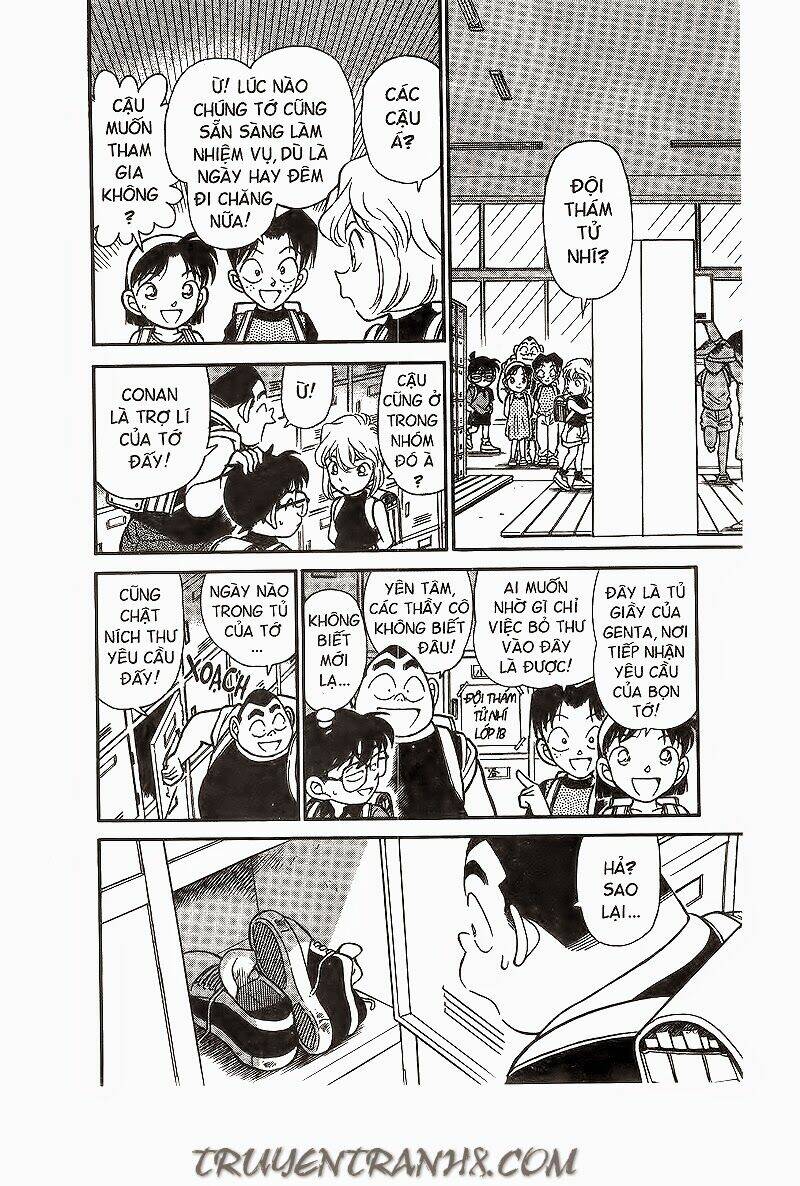 ĐỘI
THÁM
TỬ
NHÍ?
CÁC
CẬU
Á?
Ừ! LÚC NÀO
CHÚNG TỚ CŨNG
SẴN SÀNG LÀM
NHIỆM VỤ, DÙ LÀ
NGÀY HAY ĐÊM
ĐI CHĂNG
NỮA!
CẬU
MUỐN
THAM
GIA
KHÔNG
?
CẬU
CŨNG Ở
TRONG
NHÓM
ĐÓ À
?
Ừ!
CONAN
LÀ TRỢ LÍ
CỦA TỚ
ĐẤY!
ĐÂY LÀ TỦ
GIẦY CỦA
GENTA, NƠI
TIẾP NHẬN
YÊU CẦU
CỦA BỌN
TỚ!
AI MUỐN
NHỜ GÌ CHỈ
VIỆC BỎ THƯ
VÀO ĐÂY
LÀ ĐƯỢC!
ĐỘI THÁM
TỬ NHÍ
LỚP 1B
YÊN TÂM,
CÁC THẦY CÔ
KHÔNG BIẾT
ĐÂU!
KHÔNG
BIẾT
MỚI
LẠ...
NGÀY NÀO
TRONG TỦ
CỦA TỚ
...
XOẠCH
CŨNG
CHẬT
NÍCH THƯ
YÊU CẦU
ĐẤY!
HẢ?
SAO
LẠI...
TRUYENTRANH8.COM